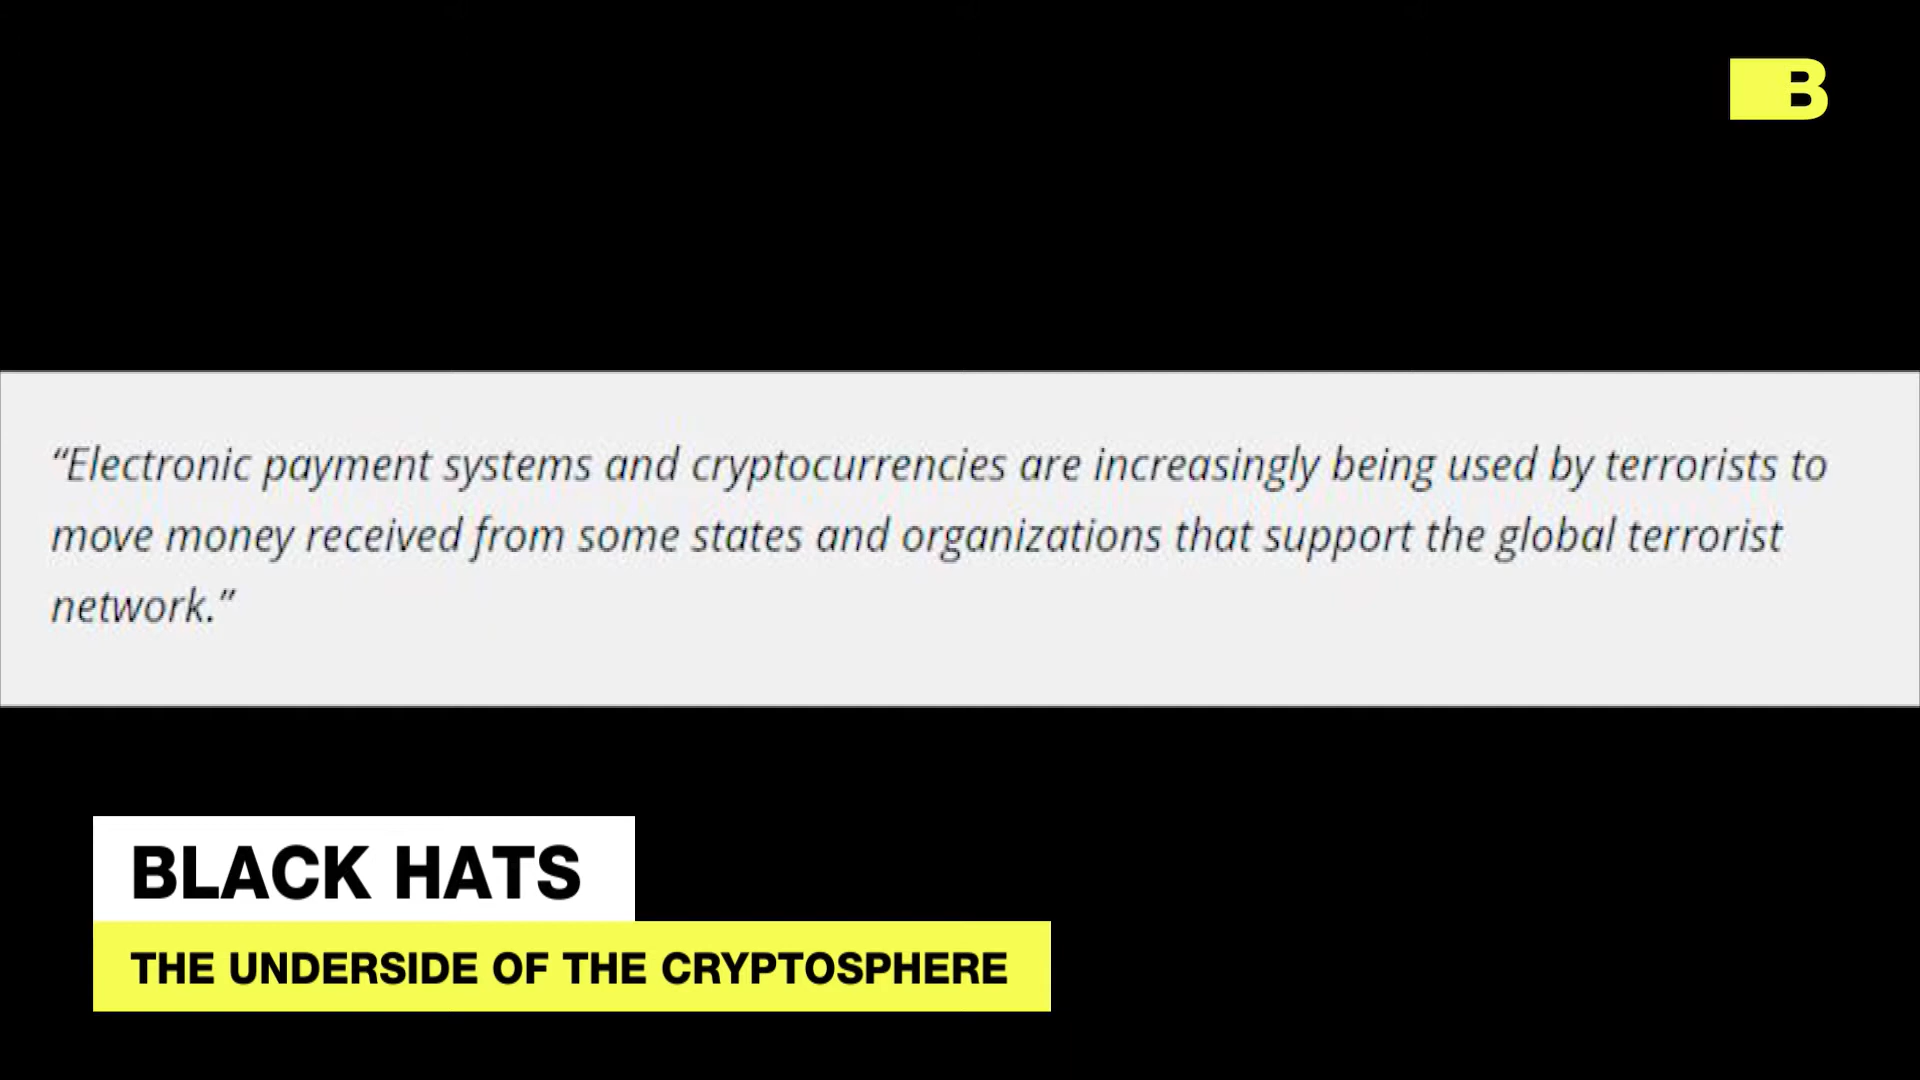 B
“Electronic payment systems and cryptocurrencies are increasingly being used by terrorists to
move money received from some states and organizations that support the global terrorist
network.”
BLACK HATS
THE UNDERSIDE OF THE CRYPTOSPHERE